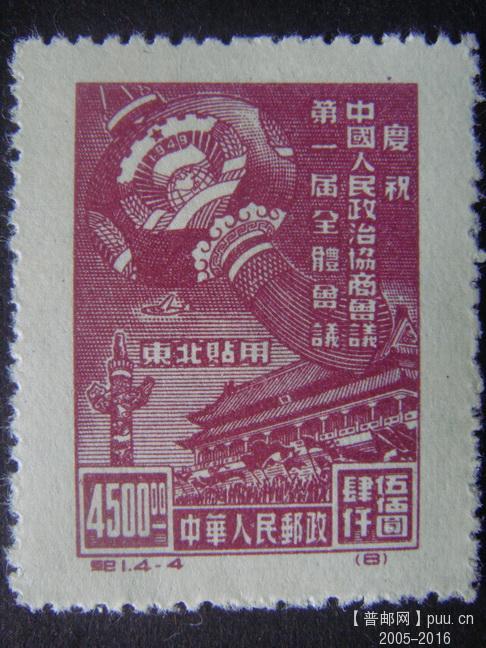 慶祝
中國人民政治協商會議
第一屆全體會議
1949
東北貼用
4500.00
中華人民郵政
肆仟
伍佰圓
紀1.4-4
(8)
【普邮网】puu.cn
2005-2016